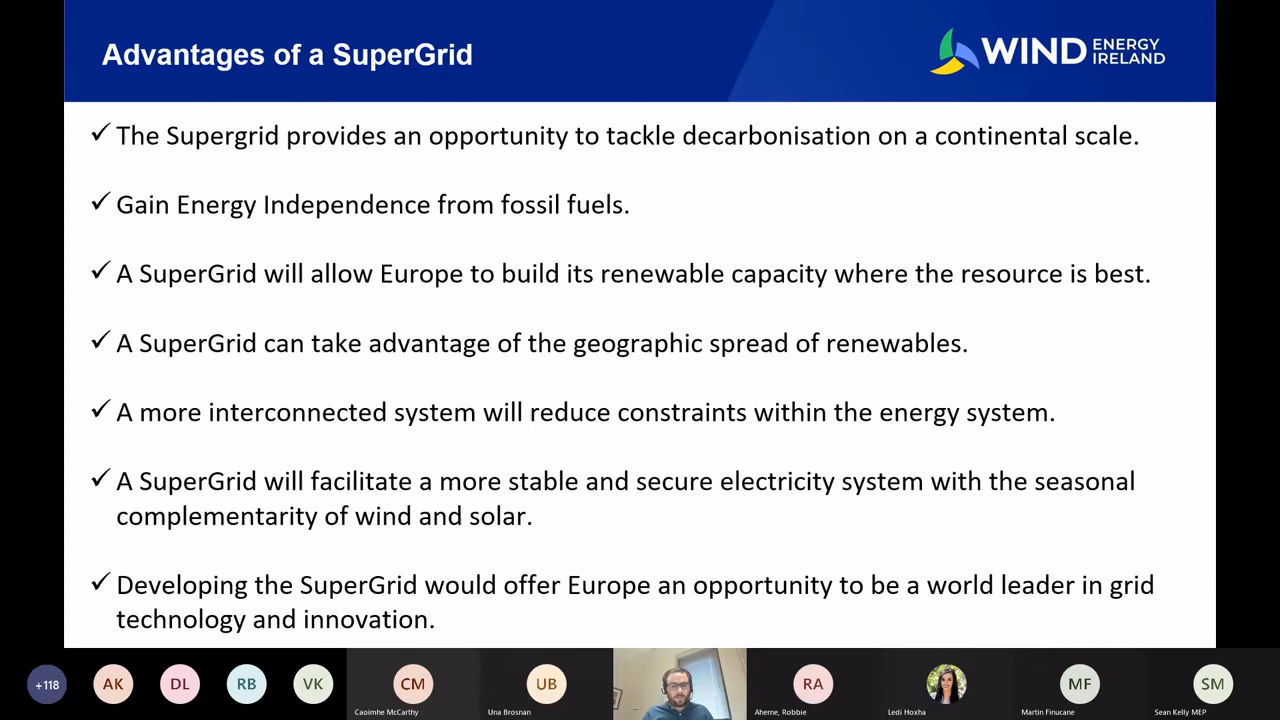 Advantages of a SuperGrid
WIND ENERGY IRELAND
✓ The Supergrid provides an opportunity to tackle decarbonisation on a continental scale.
✓ Gain Energy Independence from fossil fuels.
✓ A SuperGrid will allow Europe to build its renewable capacity where the resource is best.
✓ A SuperGrid can take advantage of the geographic spread of renewables.
✓ A more interconnected system will reduce constraints within the energy system.
✓ A SuperGrid will facilitate a more stable and secure electricity system with the seasonal
complementarity of wind and solar.
✓ Developing the SuperGrid would offer Europe an opportunity to be a world leader in grid
technology and innovation.
+118 AK DL RB VK CM UB RA MF SM
Caoimhe McCarthy Una Brosnan Aherne, Robbie Ledi Hoxha Martin Finucane Sean Kelly MEP